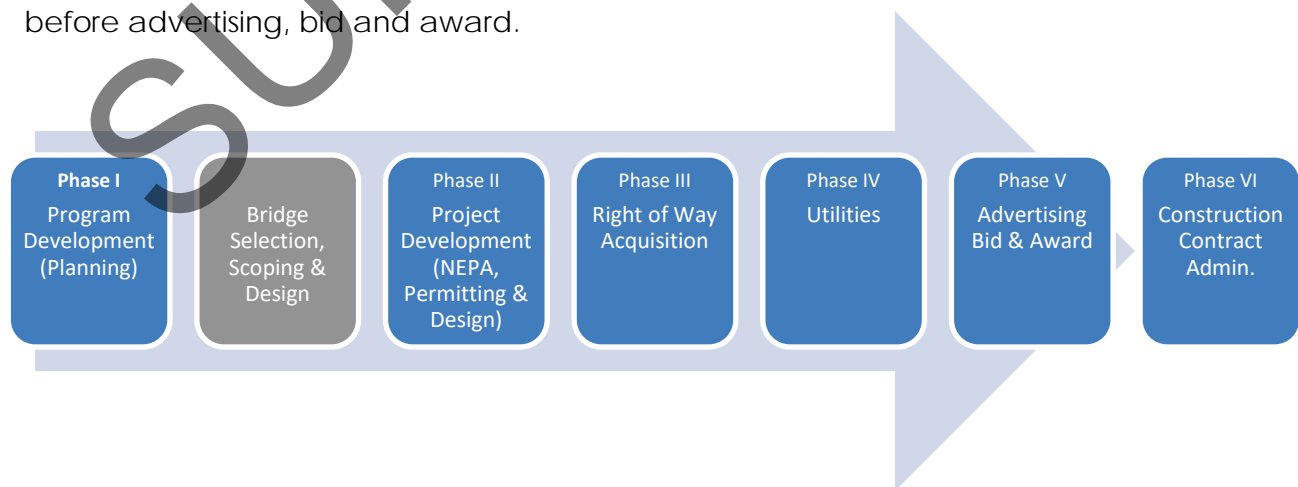 before advertising, bid and award.
Phase I
Program
Development
(Planning)
Bridge
Selection,
Scoping &
Design
Phase II
Project
Development
(NEPA,
Permitting &
Design)
Phase III
Right of Way
Acquisition
Phase IV
Utilities
Phase V
Advertising
Bid & Award
Phase VI
Construction
Contract
Admin.